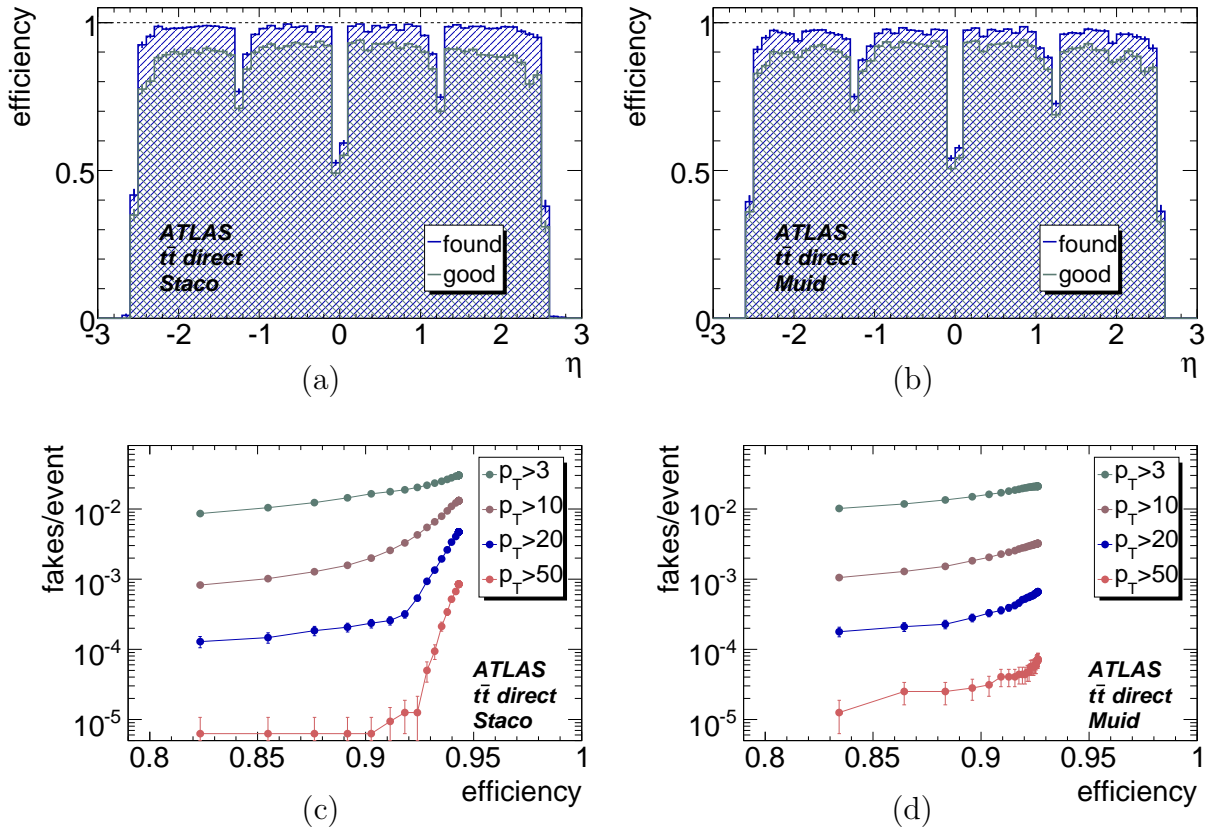 efficiency
1
0.5
0
-3 -2 -1 0 1 2 3
η
ATLAS
tt̄ direct
Staco
found
good
(a)
efficiency
1
0.5
0
-3 -2 -1 0 1 2 3
η
ATLAS
tt̄ direct
Muid
found
good
(b)
fakes/event
10⁻²
10⁻³
10⁻⁴
10⁻⁵
0.8 0.85 0.9 0.95 1
efficiency
p_T>3
p_T>10
p_T>20
p_T>50
ATLAS
tt̄ direct
Staco
(c)
fakes/event
10⁻²
10⁻³
10⁻⁴
10⁻⁵
0.8 0.85 0.9 0.95 1
efficiency
p_T>3
p_T>10
p_T>20
p_T>50
ATLAS
tt̄ direct
Muid
(d)